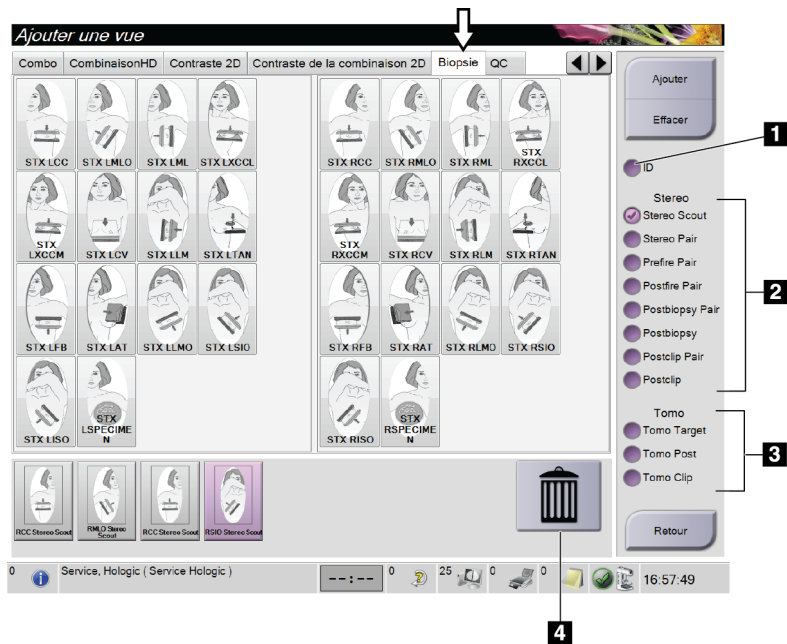 Ajouter une vue
Combo CombinaisonHD Contraste 2D Contraste de la combinaison 2D Biopsie QC
STX LCC STX LMLO STX LML STX LXCCL
STX LXCCM STX LCV STX LLM STX LTAN
STX LFB STX LAT STX LLMO STX LSIO
STX LISO STX LSPECIMEN
STX RCC STX RMLO STX RML STX RXCCL
STX RXCCM STX RCV STX RLM STX RTAN
STX RFB STX RAT STX RLMO STX RSIO
STX RISO STX RSPECIMEN
Ajouter
Effacer
ID
Stereo
Stereo Scout
Stereo Pair
Prefire Pair
Postfire Pair
Postbiopsy Pair
Postbiopsy
Postclip Pair
Postclip
Tomo
Tomo Target
Tomo Post
Tomo Clip
Retour
1
2
3
RCC Stereo Scout RMLO Stereo Scout RCC Stereo Scout RSIO Stereo Scout
0 Service, Hologic ( Service Hologic ) --:-- 0 25 0 0 16:57:49
4